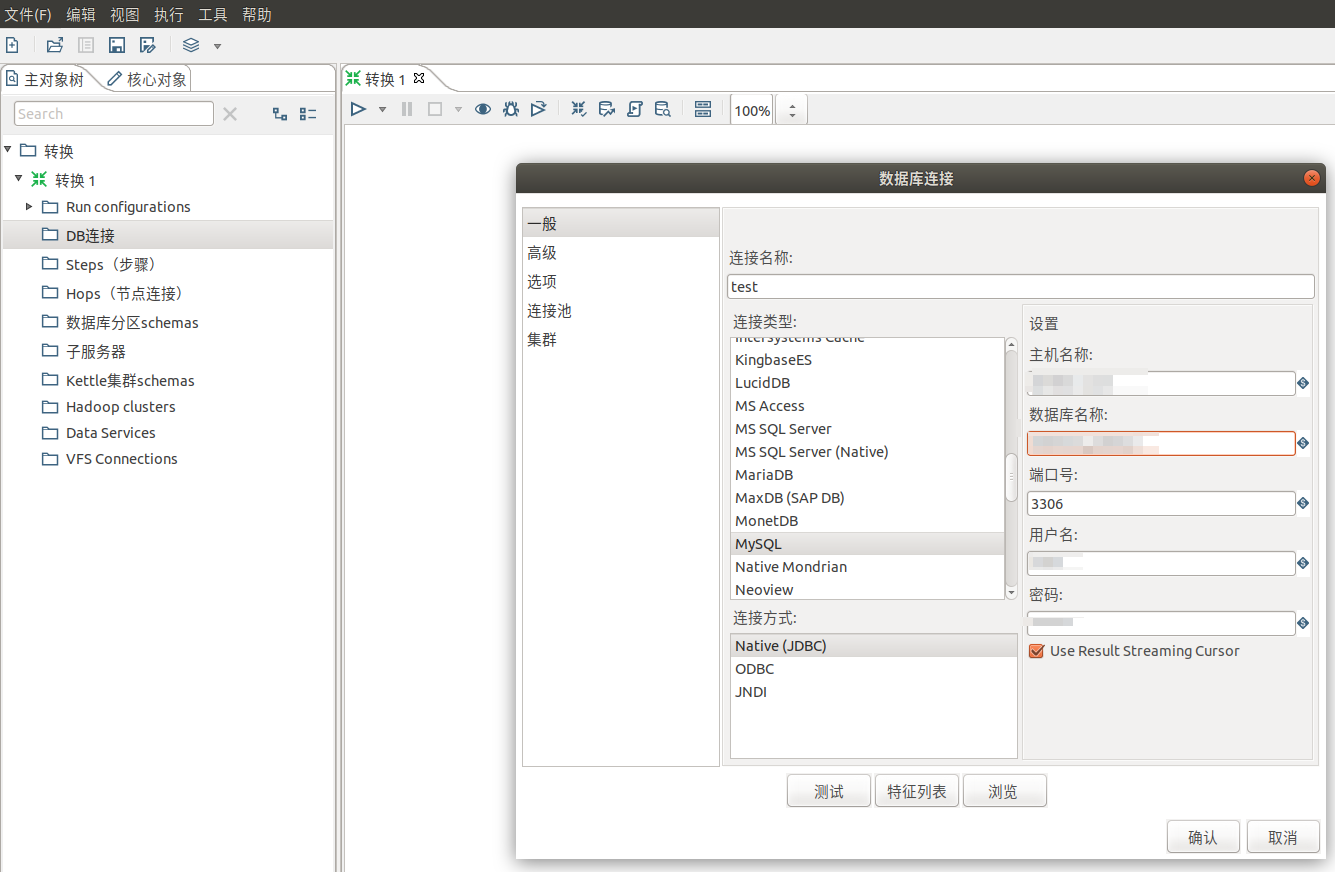 文件(F) 编辑 视图 执行 工具 帮助
主对象树 核心对象
Search
转换
转换 1
Run configurations
DB连接
Steps（步骤）
Hops（节点连接）
数据库分区schemas
子服务器
Kettle集群schemas
Hadoop clusters
Data Services
VFS Connections
转换 1
100%
数据库连接
一般
高级
选项
连接池
集群
连接名称:
test
连接类型:
Intersystems Cache
KingbaseES
LucidDB
MS Access
MS SQL Server
MS SQL Server (Native)
MariaDB
MaxDB (SAP DB)
MonetDB
MySQL
Native Mondrian
Neoview
连接方式:
Native (JDBC)
ODBC
JNDI
设置
主机名称:
数据库名称:
端口号:
3306
用户名:
密码:
Use Result Streaming Cursor
测试 特征列表 浏览
确认 取消